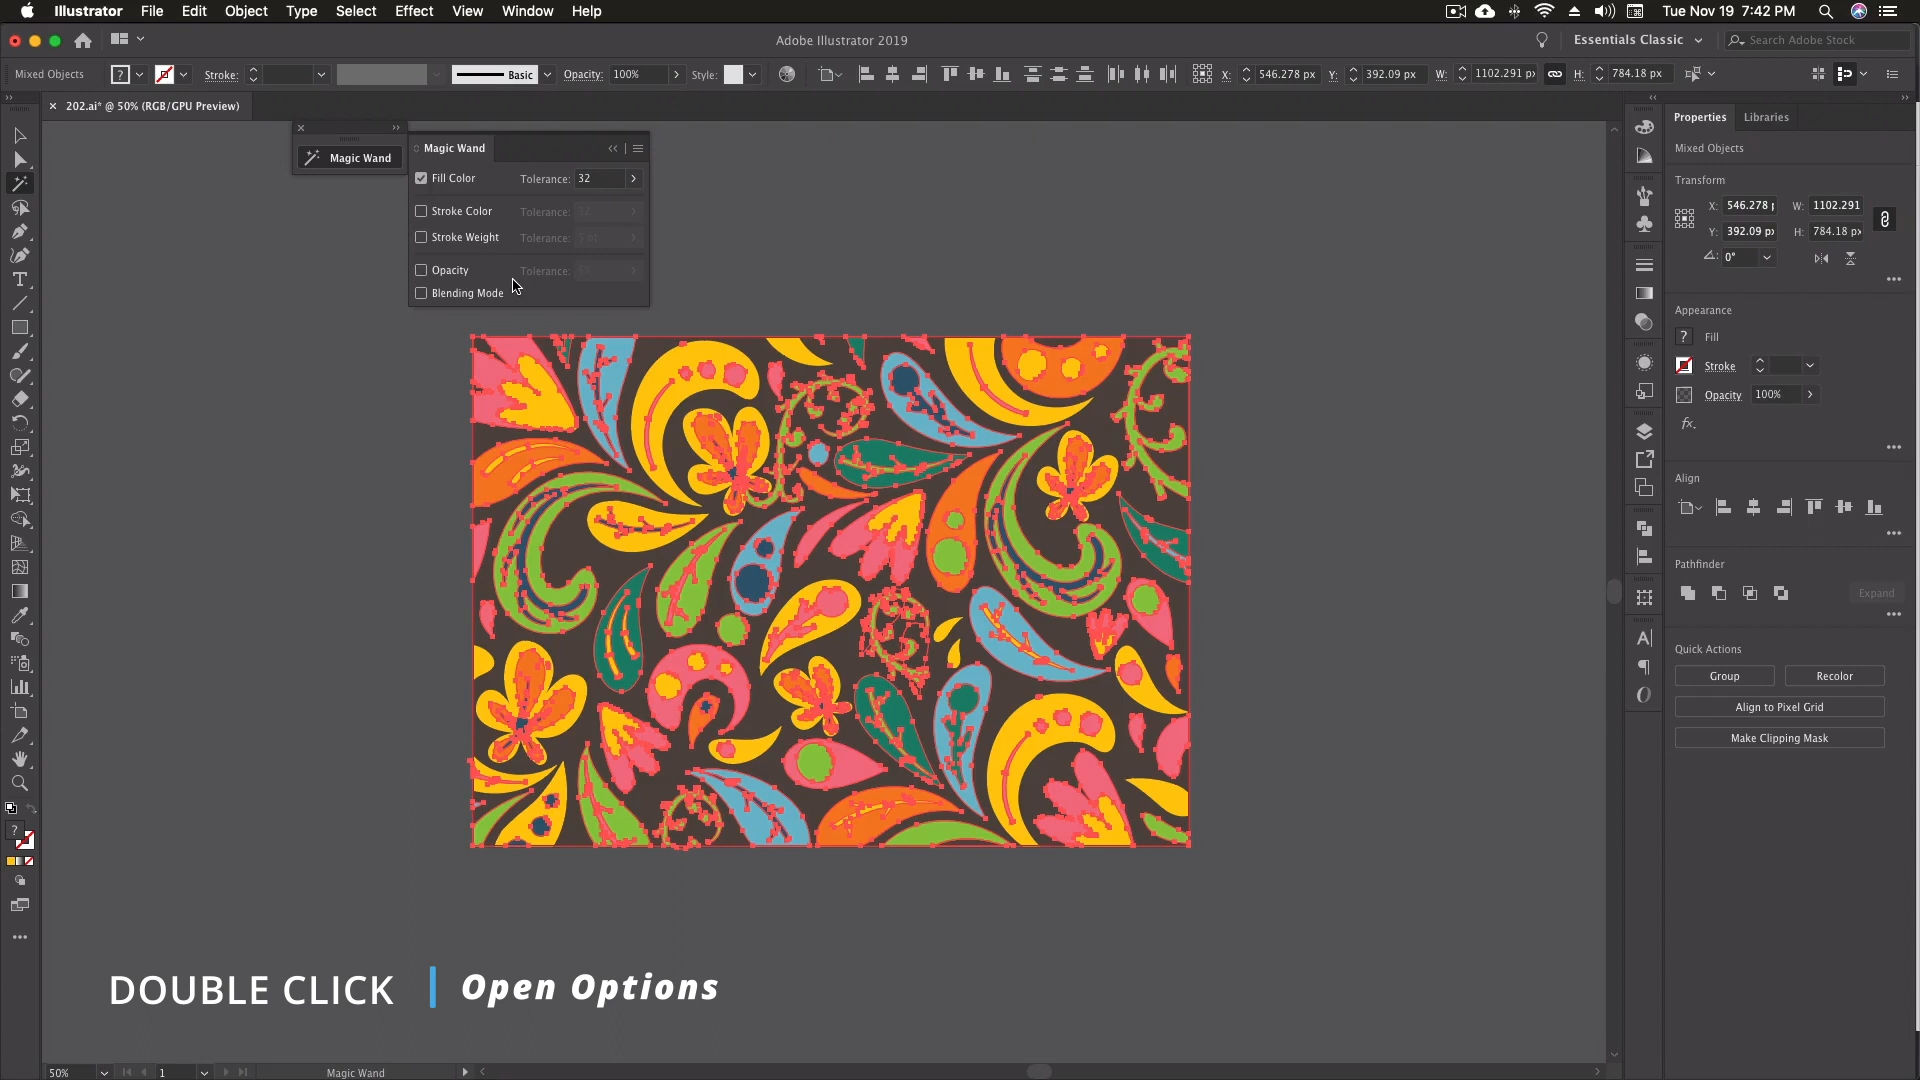 Illustrator File Edit Object Type Select Effect View Window Help
Tue Nov 19 7:42 PM
Adobe Illustrator 2019
Essentials Classic
Search Adobe Stock
Mixed Objects
?
Stroke:
Basic
Opacity: 100%
Style:
X: 546.278 px
Y: 392.09 px
W: 1102.291 p
H: 784.18 px
202.ai* @ 50% (RGB/GPU Preview)
Magic Wand
Magic Wand
Fill Color Tolerance: 32
Stroke Color Tolerance:
Stroke Weight Tolerance:
Opacity Tolerance:
Blending Mode
Properties Libraries
Mixed Objects
Transform
X: 546.278 W: 1102.291
Y: 392.09 p H: 784.18 p
0°
Appearance
? Fill
Stroke
Opacity 100%
fx.
Align
Pathfinder
Expand
Quick Actions
Group
Recolor
Align to Pixel Grid
Make Clipping Mask
DOUBLE CLICK | Open Options
50%
1
Magic Wand